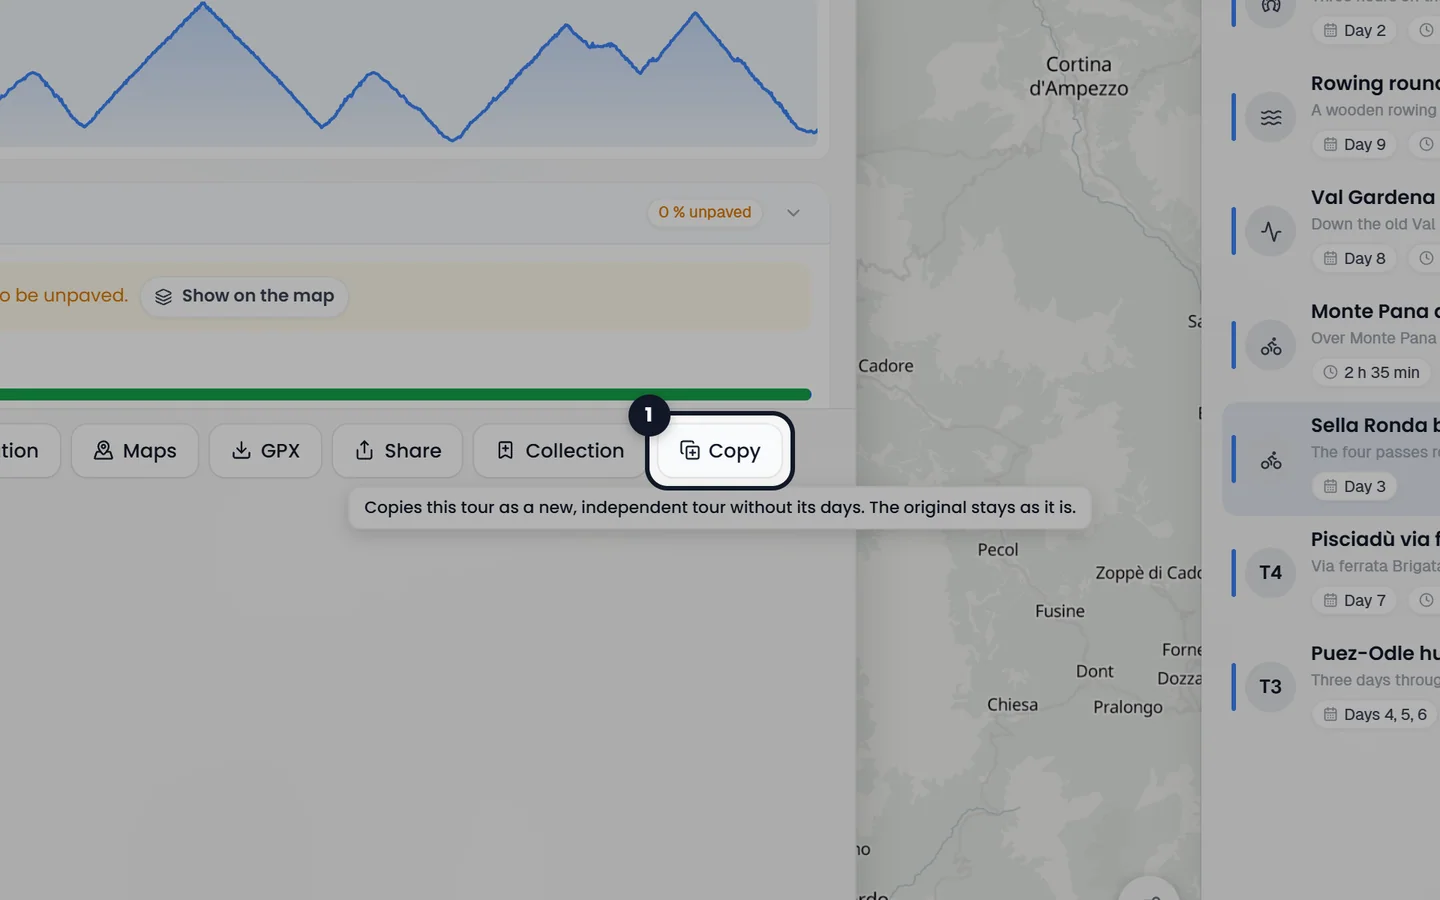 0 % unpaved
o be unpaved.
Show on the map
tion
Maps
GPX
Share
Collection
1
Copy
Copies this tour as a new, independent tour without its days. The original stays as it is.
Cortina
d'Ampezzo
Cadore
Pecol
Zoppè di Cado
Fusine
Forne
Dont
Dozza
Chiesa
Pralongo
Day 2
Rowing roun
A wooden rowing
Day 9
Val Gardena
Down the old Val
Day 8
Monte Pana
Over Monte Pana
2 h 35 min
Sella Ronda b
The four passes r
Day 3
Pisciadù via f
Via ferrata Brigat
T4
Day 7
Puez-Odle hu
Three days throug
T3
Days 4, 5, 6